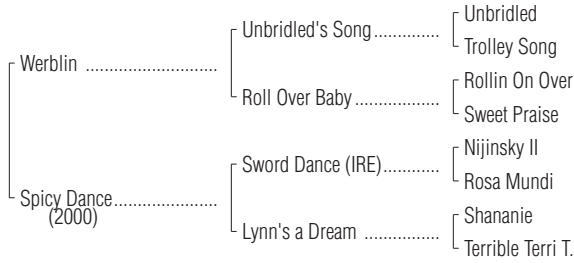 Unbridled
Unbridled's Song..............
Trolley Song
Werblin ............................
Rollin On Over
Roll Over Baby ..................
Sweet Praise
Nijinsky II
Sword Dance (IRE)............
Rosa Mundi
Spicy Dance......................
(2000)
Shananie
Lynn's a Dream ................
Terrible Terri T.